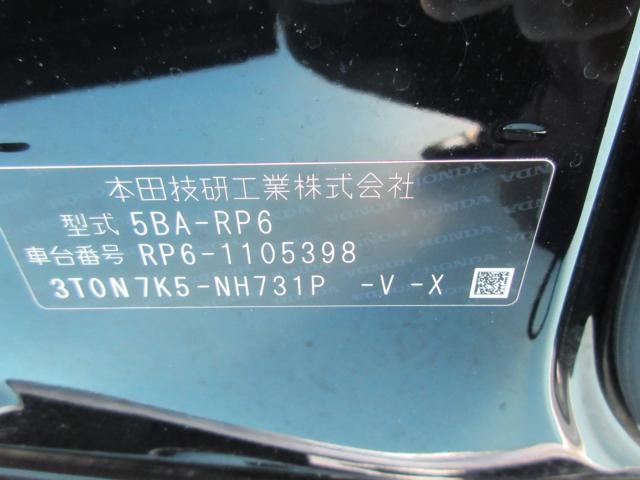 本田技研工業株式会社
型式 5BA-RP6
車台番号 RP6-1105398
3TON7K5-NH731P -V -X